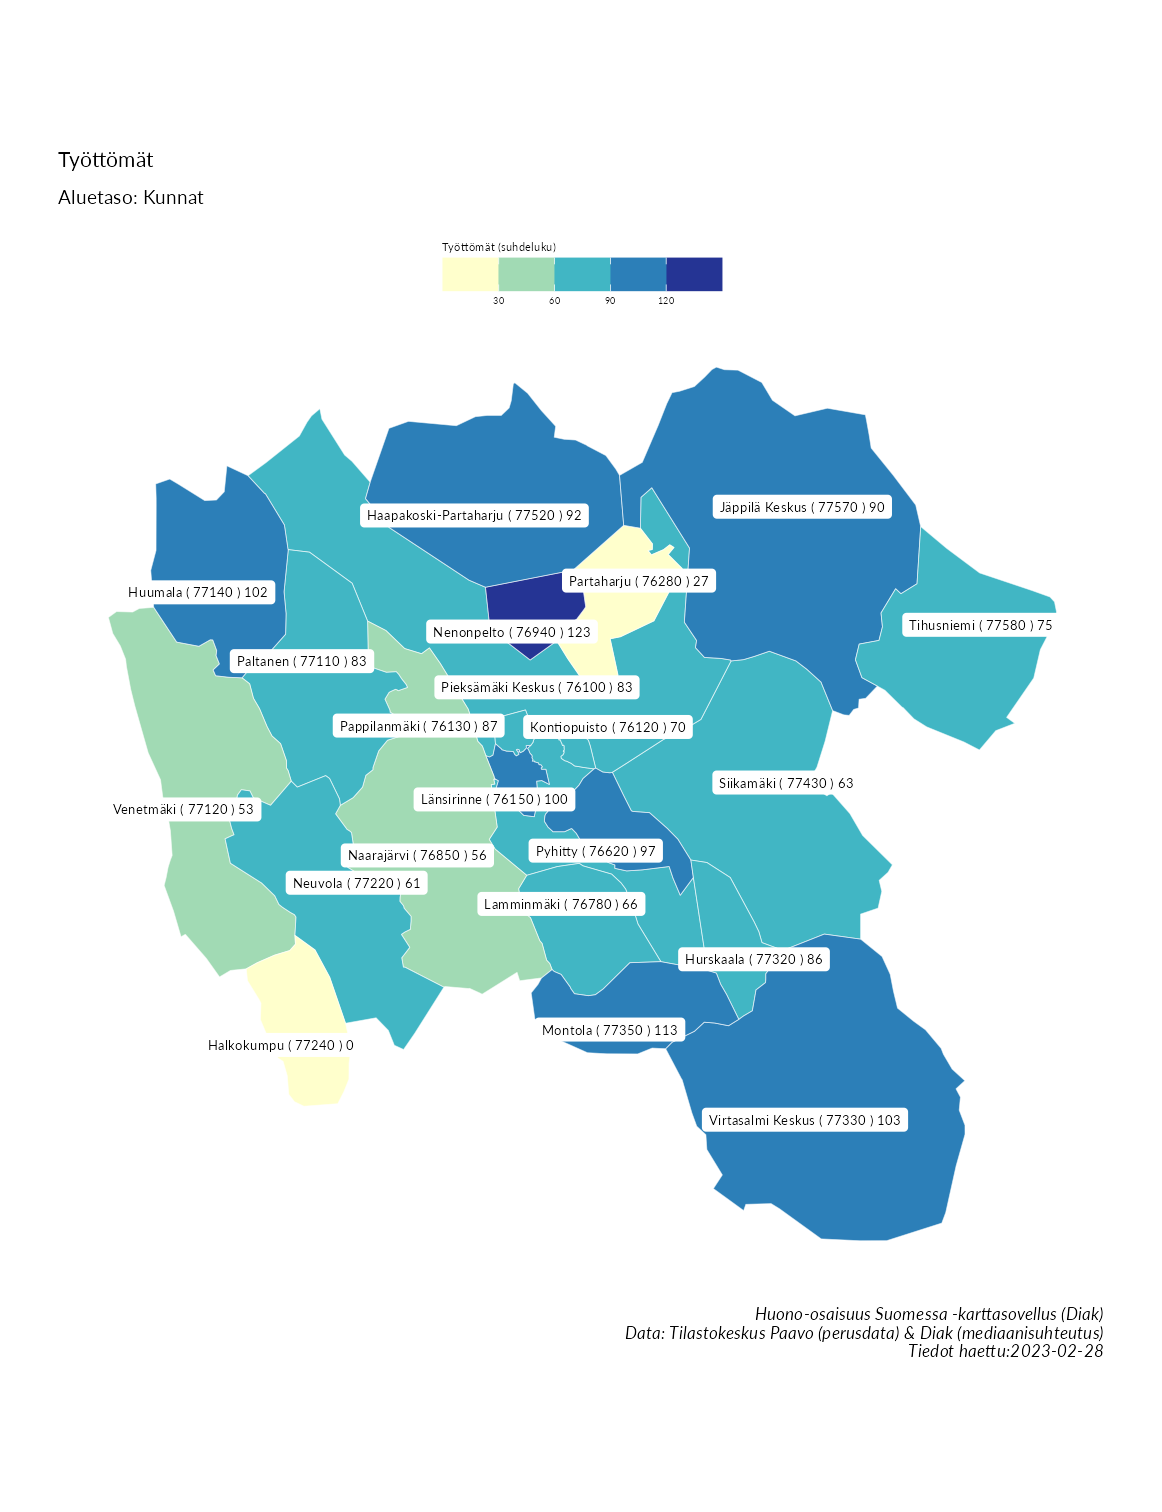 Työttömät
Aluetaso: Kunnat
Työttömät (suhdeluku)
30 60 90 120
Jäppilä Keskus ( 77570 ) 90
Haapakoski-Partaharju ( 77520 ) 92
Partaharju ( 76280 ) 27
Huumala ( 77140 ) 102
Tihusniemi ( 77580 ) 75
Nenonpelto ( 76940 ) 123
Paltanen ( 77110 ) 83
Pieksämäki Keskus ( 76100 ) 83
Pappilanmäki ( 76130 ) 87
Kontiopuisto ( 76120 ) 70
Siikamäki ( 77430 ) 63
Länsirinne ( 76150 ) 100
Venetmäki ( 77120 ) 53
Pyhitty ( 76620 ) 97
Naarajärvi ( 76850 ) 56
Neuvola ( 77220 ) 61
Lamminmäki ( 76780 ) 66
Hurskaala ( 77320 ) 86
Montola ( 77350 ) 113
Halkokumpu ( 77240 ) 0
Virtasalmi Keskus ( 77330 ) 103
Huono-osaisuus Suomessa -karttasovellus (Diak)
Data: Tilastokeskus Paavo (perusdata) & Diak (mediaanisuhteutus)
Tiedot haettu:2023-02-28